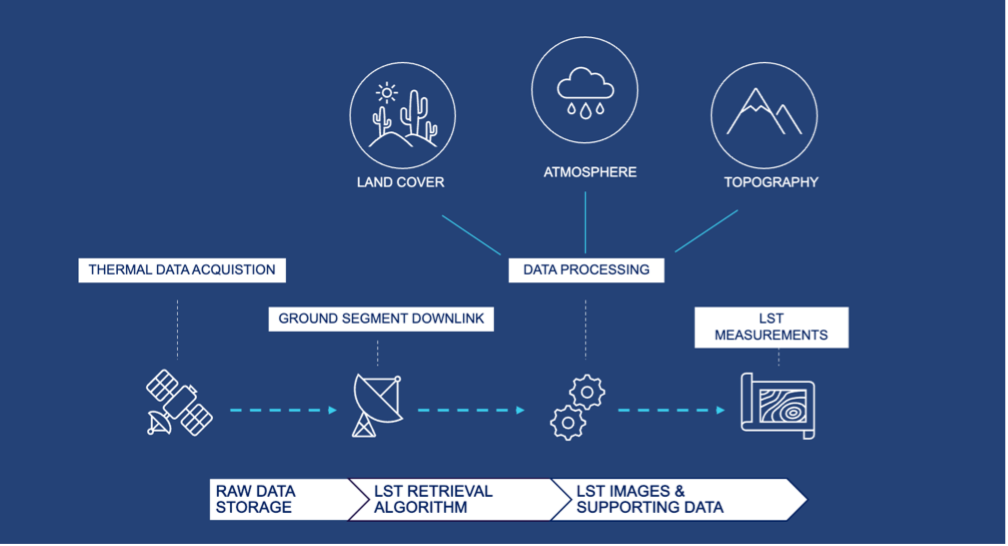 LAND COVER
ATMOSPHERE
TOPOGRAPHY
THERMAL DATA ACQUISTION
DATA PROCESSING
GROUND SEGMENT DOWNLINK
LST
MEASUREMENTS
RAW DATA
STORAGE
LST RETRIEVAL
ALGORITHM
LST IMAGES &
SUPPORTING DATA